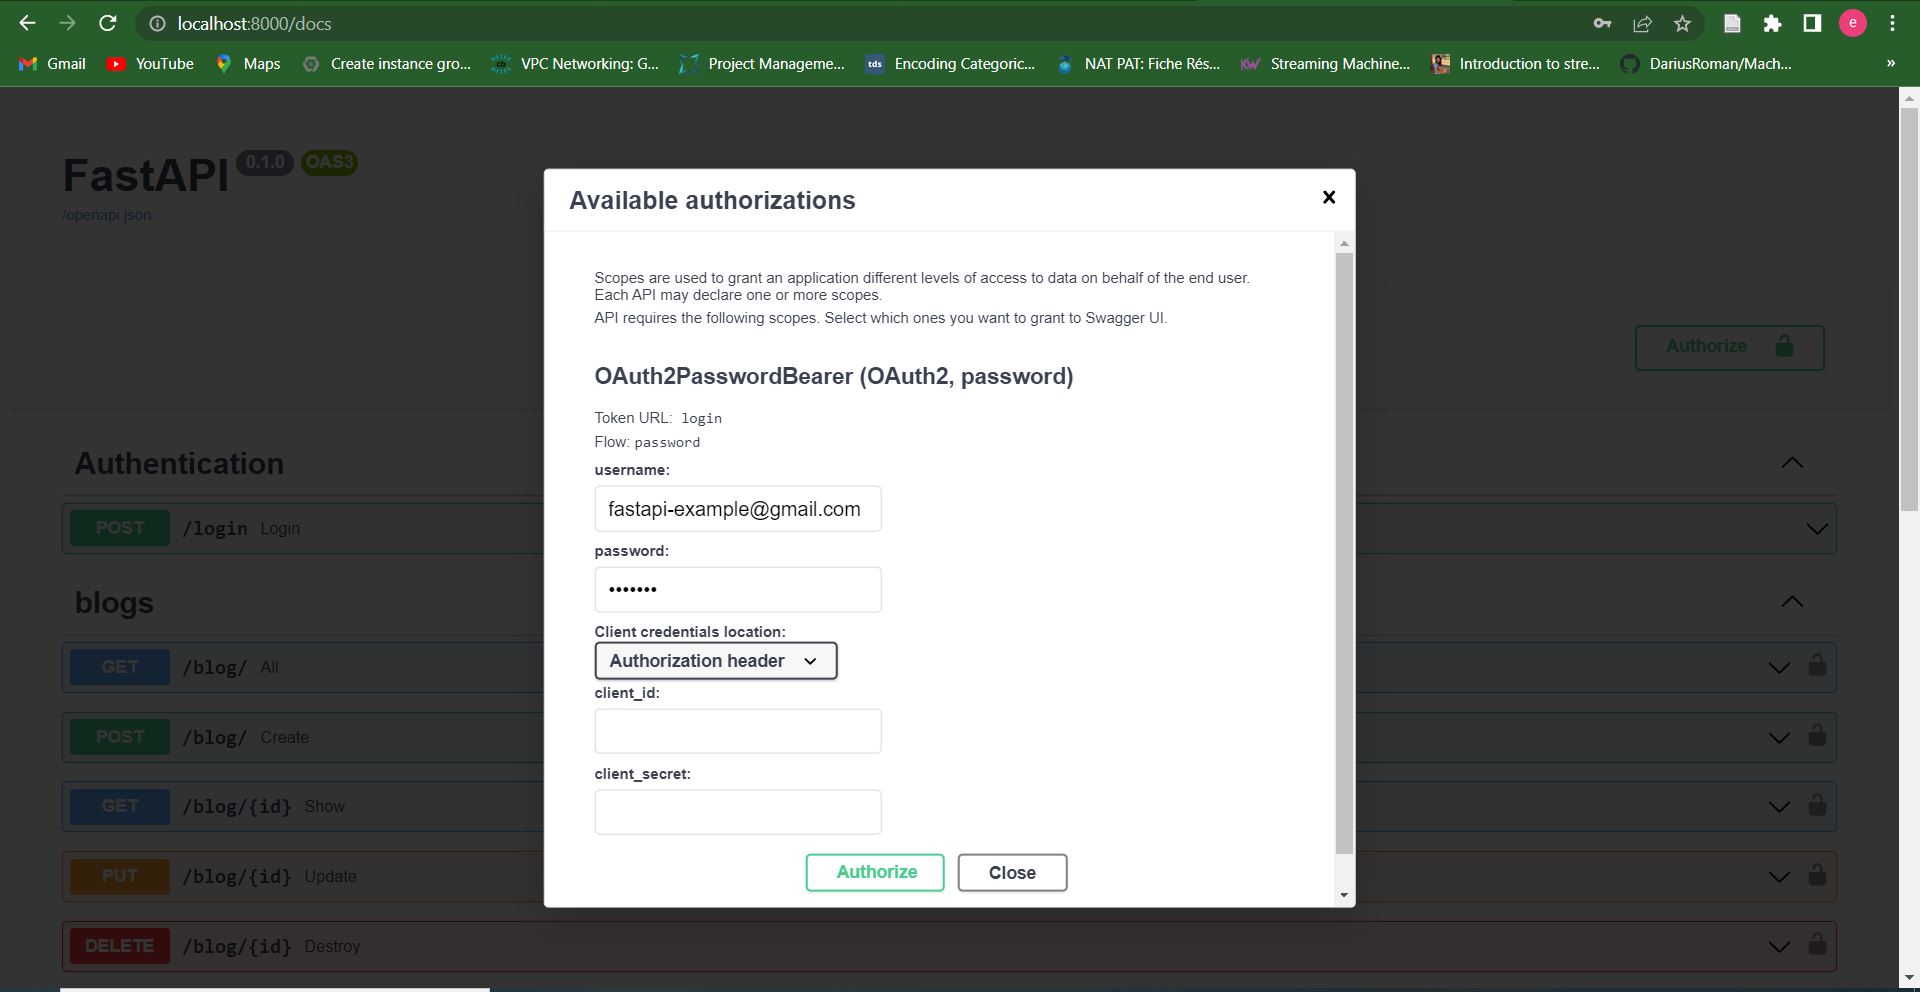 localhost:8000/docs
e
Gmail
YouTube
Maps
Create instance gro...
VPC Networking: G...
Project Manageme...
tds
Encoding Categoric...
NAT PAT: Fiche Rés...
KW
Streaming Machine...
Introduction to stre...
DariusRoman/Mach...
»
FastAPI 0.1.0 OAS3
/openapi.json
Authorize
Authentication
POST /login Login
blogs
GET /blog/ All
POST /blog/ Create
GET /blog/{id} Show
PUT /blog/{id} Update
DELETE /blog/{id} Destroy
Available authorizations
Scopes are used to grant an application different levels of access to data on behalf of the end user.
Each API may declare one or more scopes.
API requires the following scopes. Select which ones you want to grant to Swagger UI.
OAuth2PasswordBearer (OAuth2, password)
Token URL: login
Flow: password
username:
fastapi-example@gmail.com
password:
•••••••
Client credentials location:
Authorization header
client_id:
client_secret:
Authorize
Close